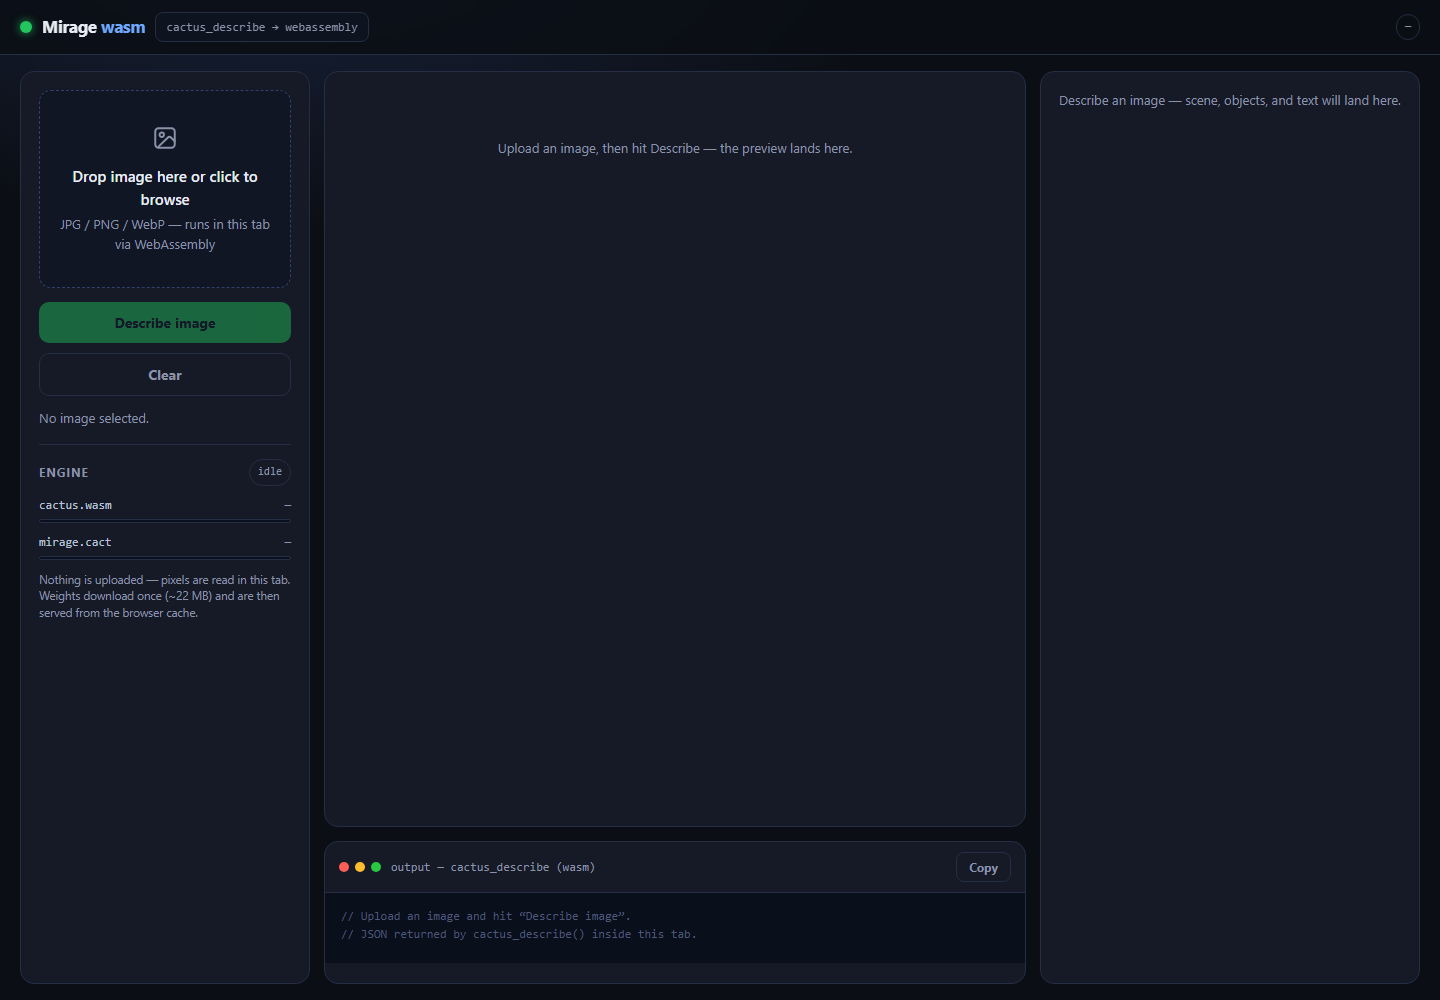 Mirage wasm
cactus_describe → webassembly
–
Drop image here or click to
browse
JPG / PNG / WebP — runs in this tab
via WebAssembly
Describe image
Clear
No image selected.
ENGINE
idle
cactus.wasm
–
mirage.cact
–
Nothing is uploaded — pixels are read in this tab.
Weights download once (~22 MB) and are then
served from the browser cache.
Upload an image, then hit Describe — the preview lands here.
output — cactus_describe (wasm)
Copy
// Upload an image and hit “Describe image”.
// JSON returned by cactus_describe() inside this tab.
Describe an image — scene, objects, and text will land here.